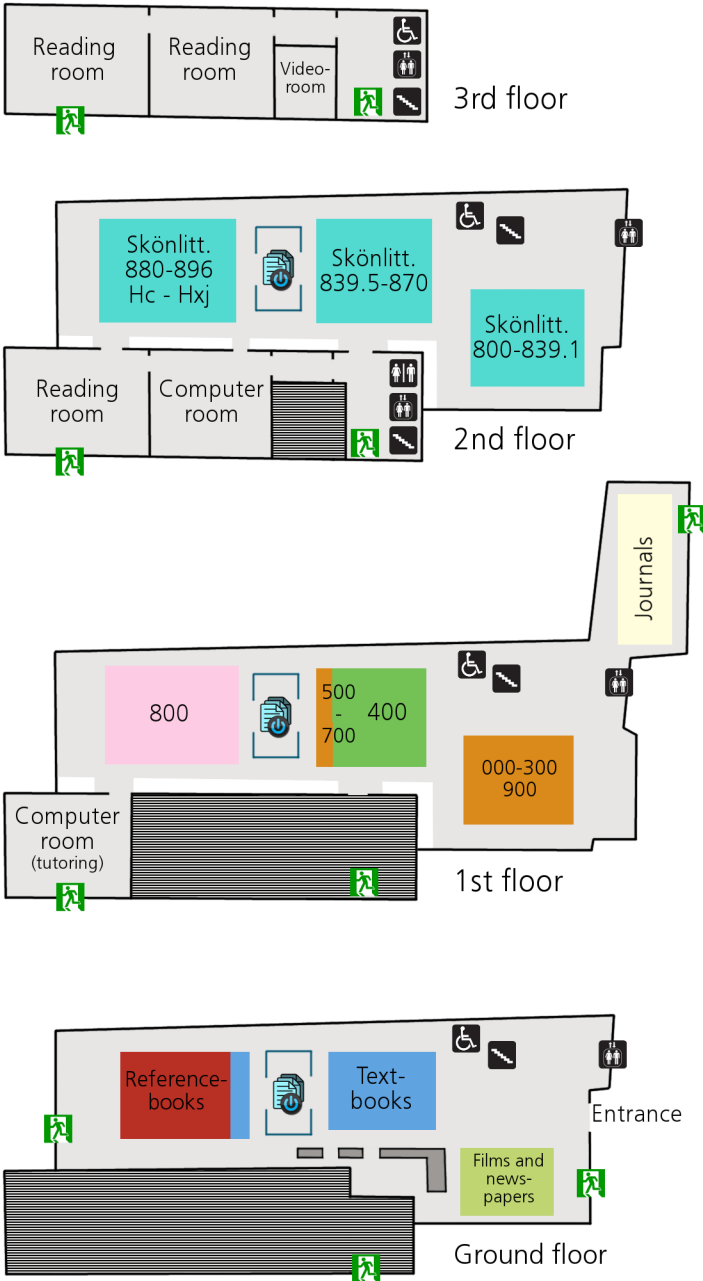 Reading
room
Reading
room
Video-
room
3rd floor
Skönlitt.
880-896
Hc - Hxj
Skönlitt.
839.5-870
Skönlitt.
800-839.1
Reading
room
Computer
room
2nd floor
Journals
800
500
-
700
400
000-300
900
Computer
room
(tutoring)
1st floor
Reference-
books
Text-
books
Entrance
Films and
news-
papers
Ground floor